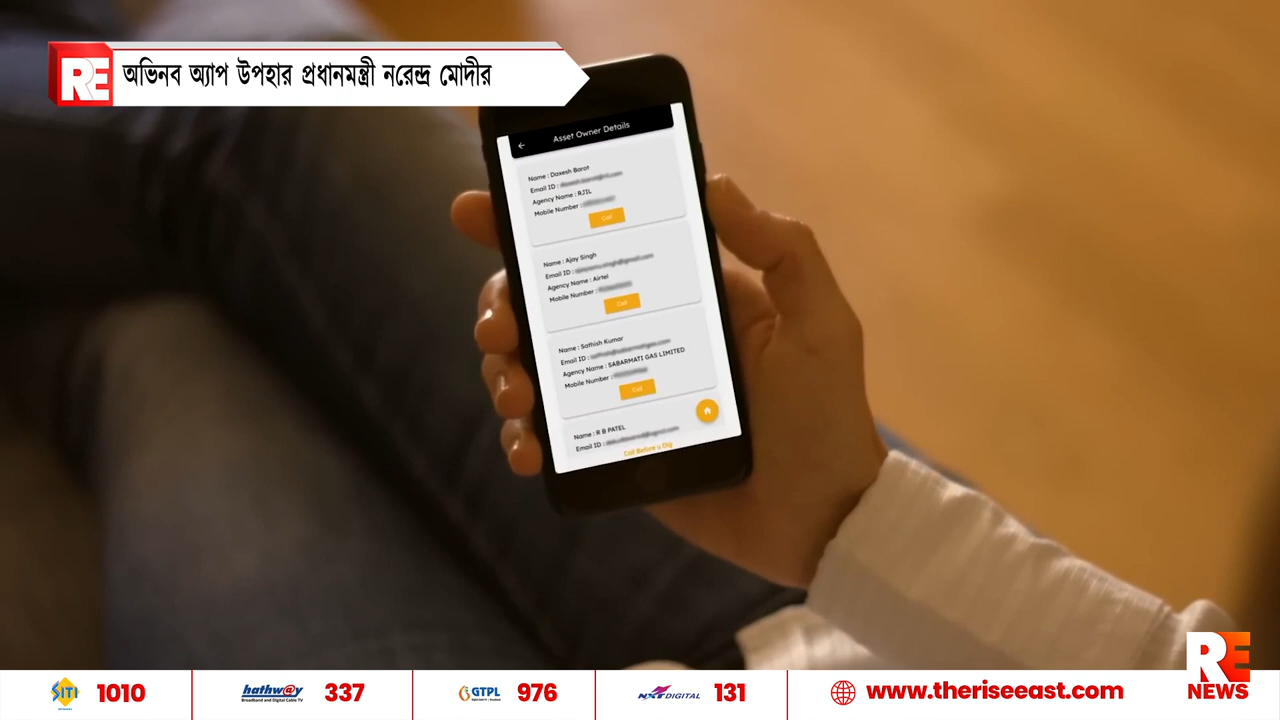 RE
অভিনব অ্যাপ উপহার প্রধানমন্ত্রী নরেন্দ্র মোদীর
Asset Owner Details
Name : Daxesh Barot
Email ID :
Agency Name : RJIL
Mobile Number :
Call
Name : Ajay Singh
Email ID :
Agency Name : Airtel
Mobile Number :
Call
Name : Sathish Kumar
Email ID :
Agency Name : SABARMATI GAS LIMITED
Mobile Number :
Call
Name : R B PATEL
Email ID :
Call Before u Dig
SITI 1010
hathw@y 337
Broadband and Digital Cable TV
GTPL 976
NXT DIGITAL 131
www.theriseeast.com
RE
NEWS